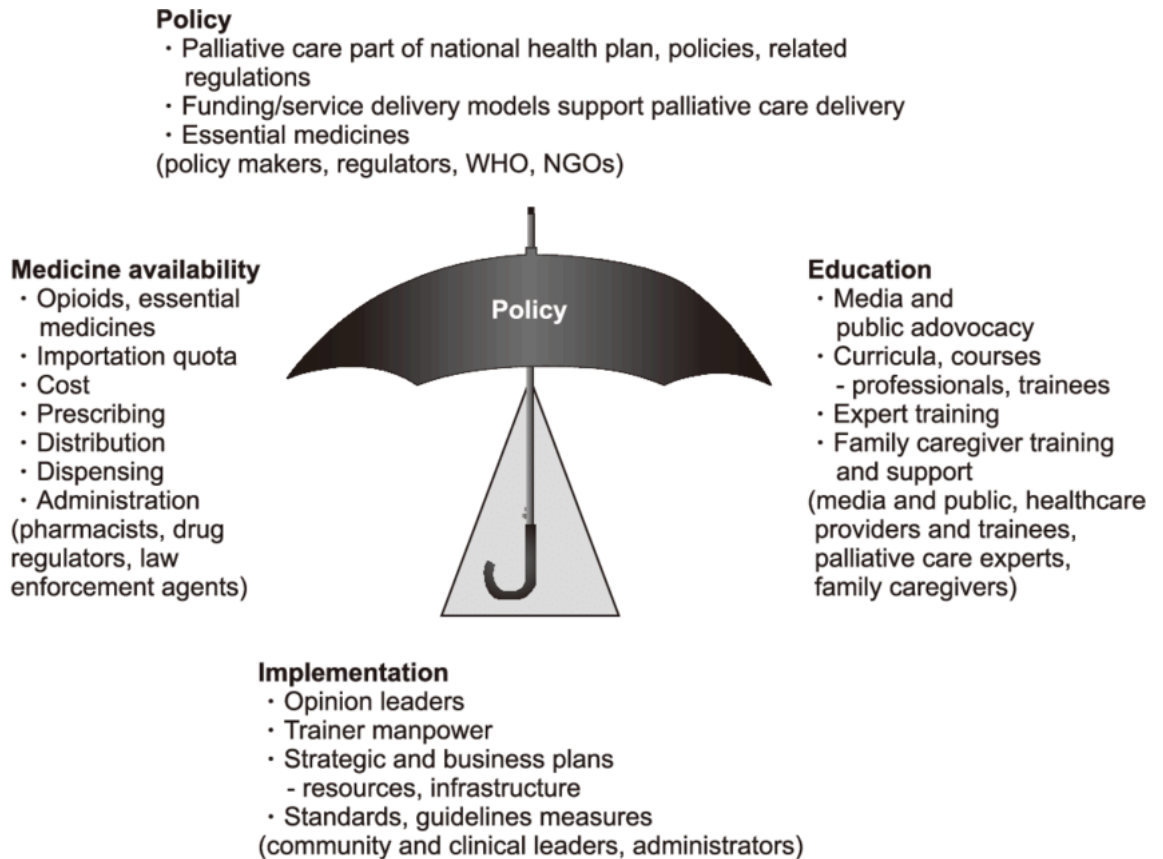 Policy
· Palliative care part of national health plan, policies, related
regulations
· Funding/service delivery models support palliative care delivery
· Essential medicines
(policy makers, regulators, WHO, NGOs)
Medicine availability
· Opioids, essential
medicines
· Importation quota
· Cost
· Prescribing
· Distribution
· Dispensing
· Administration
(pharmacists, drug
regulators, law
enforcement agents)
Policy
Education
· Media and
public adovocacy
· Curricula, courses
- professionals, trainees
· Expert training
· Family caregiver training
and support
(media and public, healthcare
providers and trainees,
palliative care experts,
family caregivers)
Implementation
· Opinion leaders
· Trainer manpower
· Strategic and business plans
- resources, infrastructure
· Standards, guidelines measures
(community and clinical leaders, administrators)